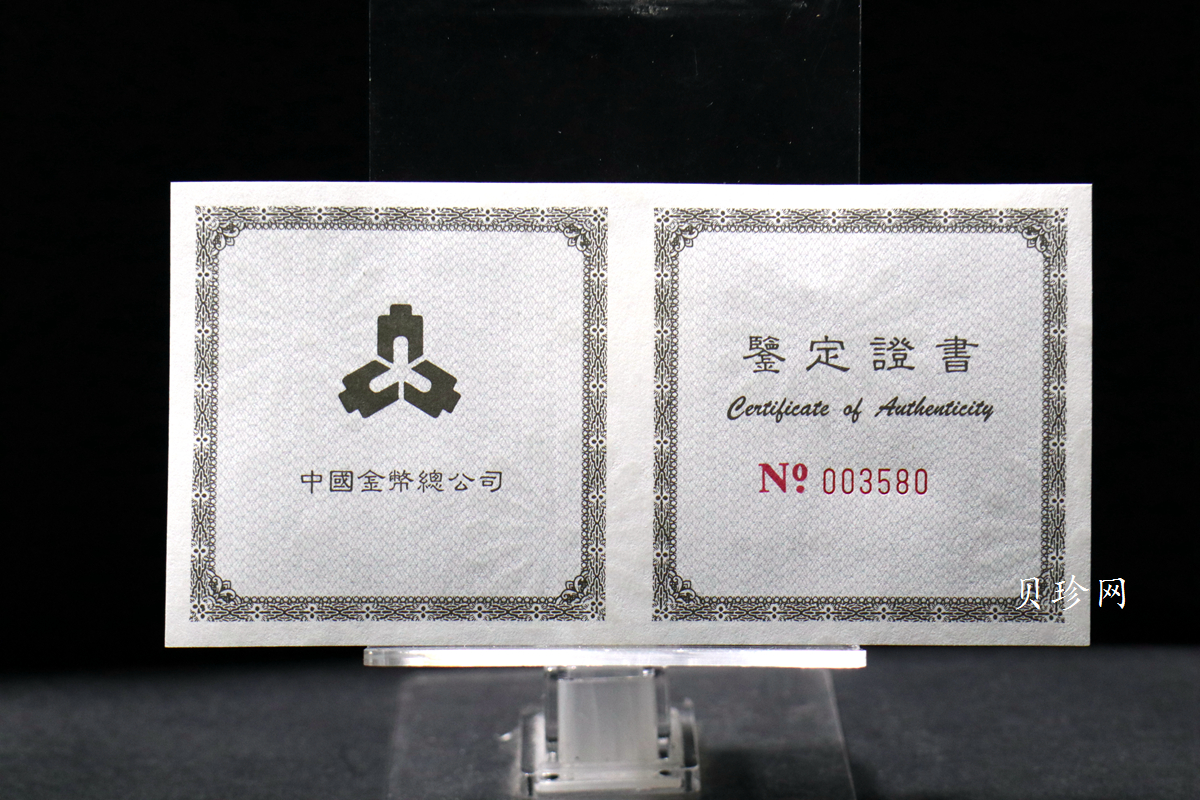 中國金幣總公司
鑒定證書
Certificate of Authenticity
Nº 003580
贝珍网